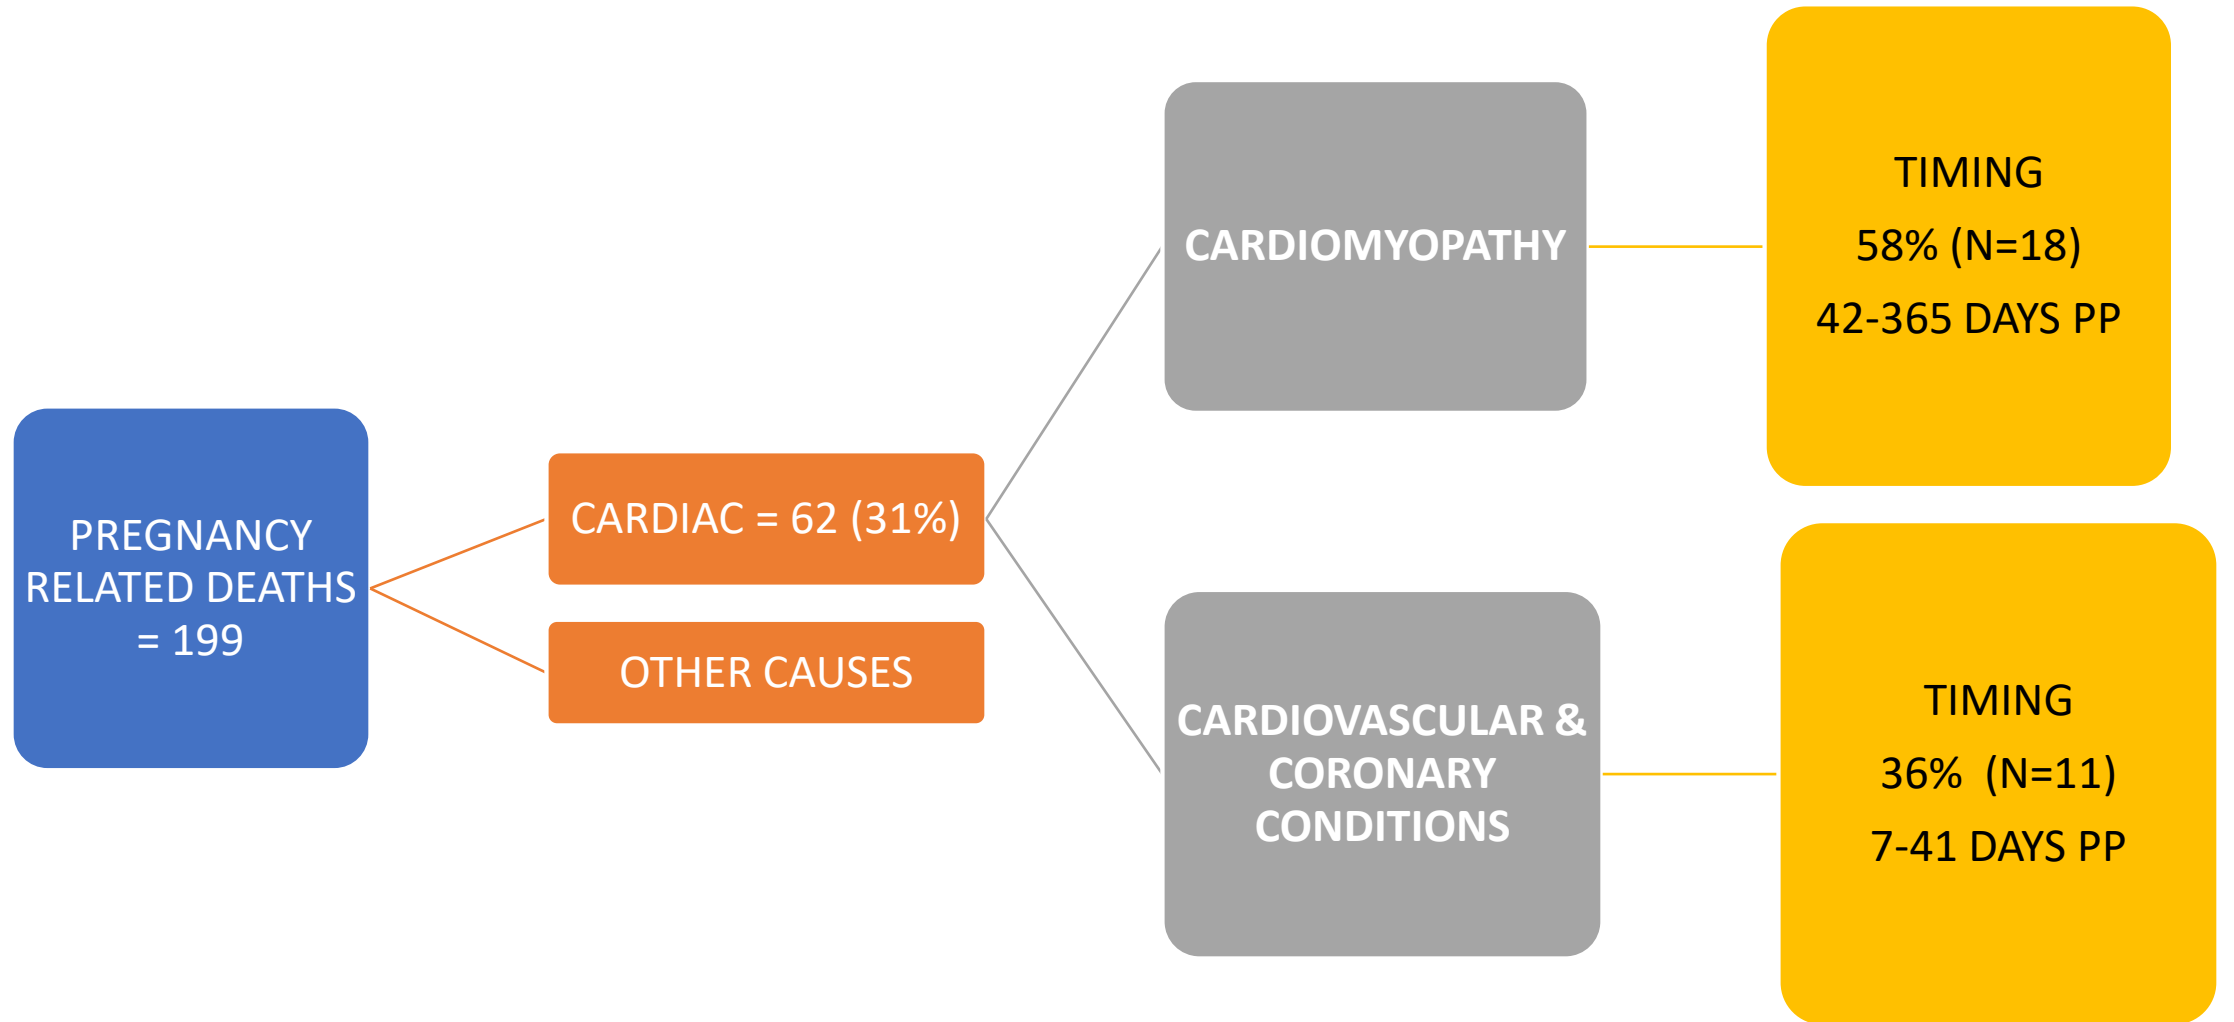 PREGNANCY
RELATED DEATHS
= 199
CARDIAC = 62 (31%)
OTHER CAUSES
CARDIOMYOPATHY
TIMING
58% (N=18)
42-365 DAYS PP
CARDIOVASCULAR &
CORONARY
CONDITIONS
TIMING
36% (N=11)
7-41 DAYS PP